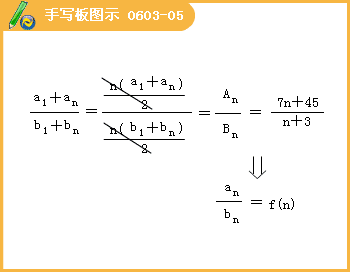 手写板图示 0603-05
(a₁+aₙ)/(b₁+bₙ) = (n(a₁+aₙ)/2)/(n(b₁+bₙ)/2) = Aₙ/Bₙ = (7n+45)/(n+3)
⇓
aₙ/bₙ = f(n)